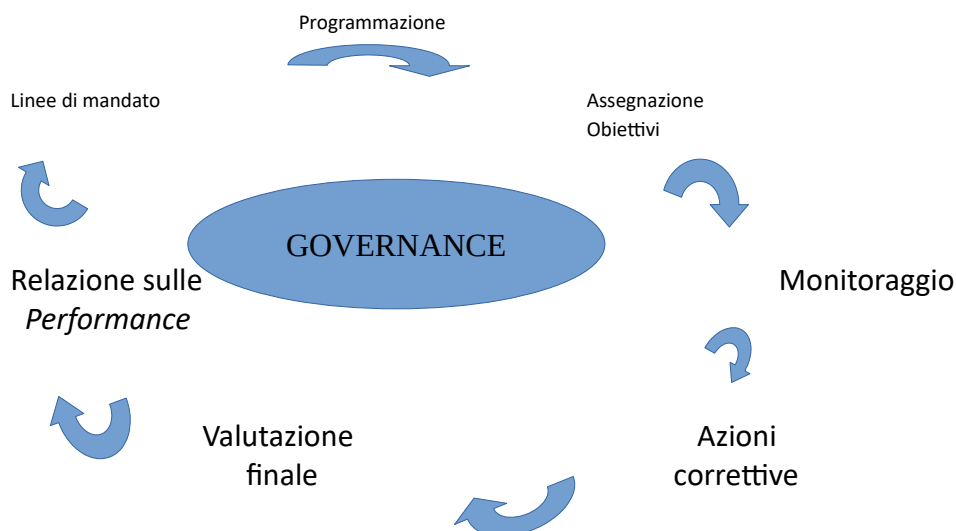 Programmazione
Linee di mandato
Assegnazione
Obiettivi
GOVERNANCE
Relazione sulle
Performance
Monitoraggio
Valutazione
finale
Azioni
correttive